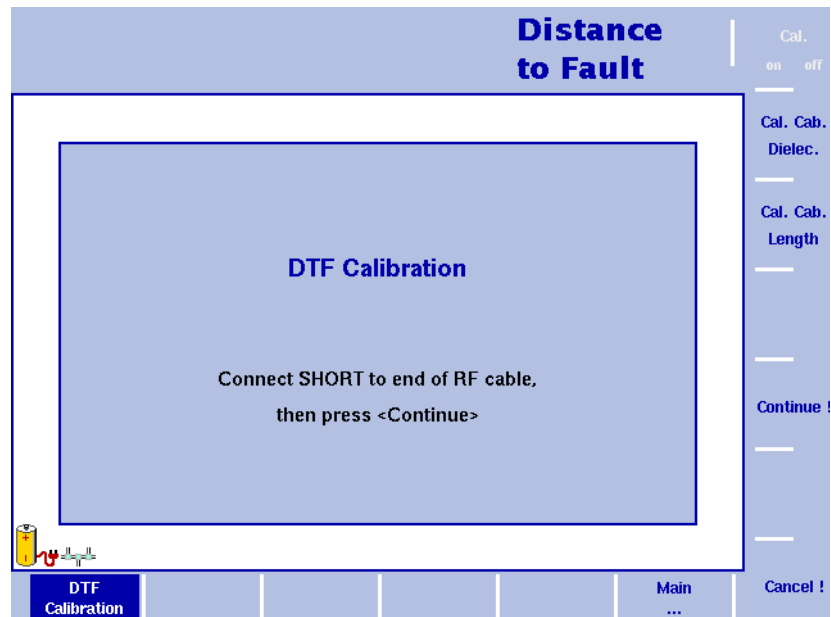 Distance
to Fault
Cal.
on off
Cal. Cab.
Dielec.
Cal. Cab.
Length
DTF Calibration
Connect SHORT to end of RF cable,
then press <Continue>
Continue !
DTF
Calibration
Main
...
Cancel !